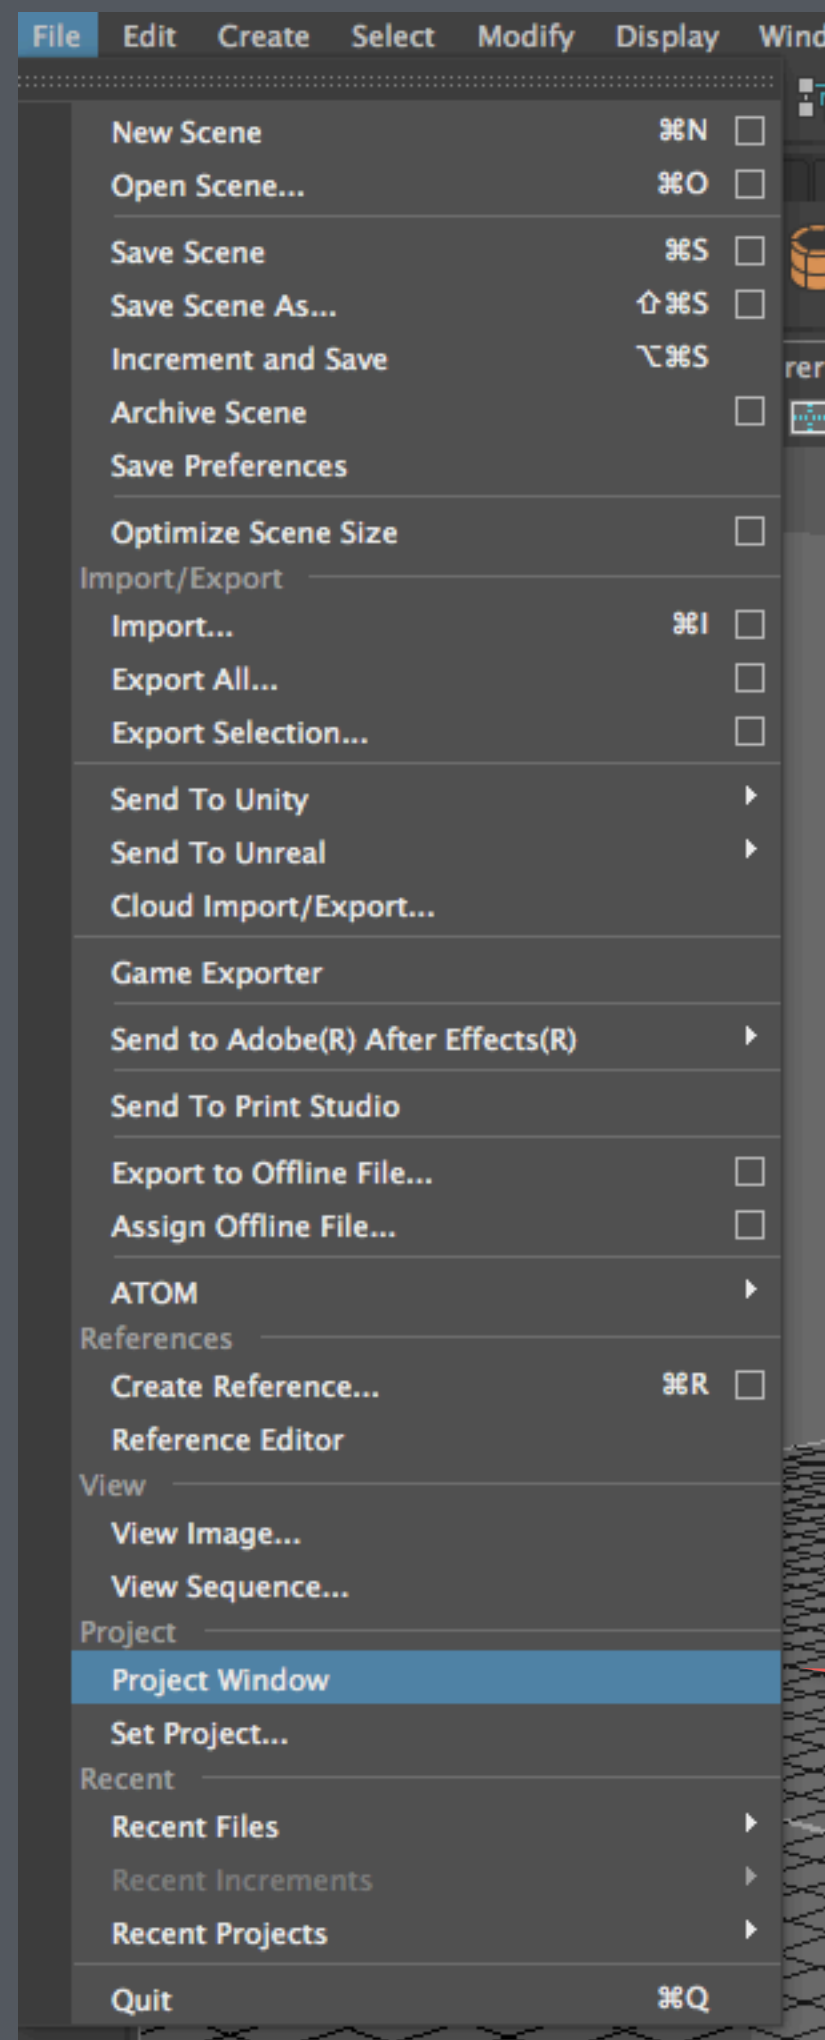 File Edit Create Select Modify Display Wind
New Scene ⌘N
Open Scene... ⌘O
Save Scene ⌘S
Save Scene As... ⇧⌘S
Increment and Save ⌥⌘S
Archive Scene
Save Preferences
Optimize Scene Size
Import/Export
Import... ⌘I
Export All...
Export Selection...
Send To Unity
Send To Unreal
Cloud Import/Export...
Game Exporter
Send to Adobe(R) After Effects(R)
Send To Print Studio
Export to Offline File...
Assign Offline File...
ATOM
References
Create Reference... ⌘R
Reference Editor
View
View Image...
View Sequence...
Project
Project Window
Set Project...
Recent
Recent Files
Recent Increments
Recent Projects
Quit ⌘Q